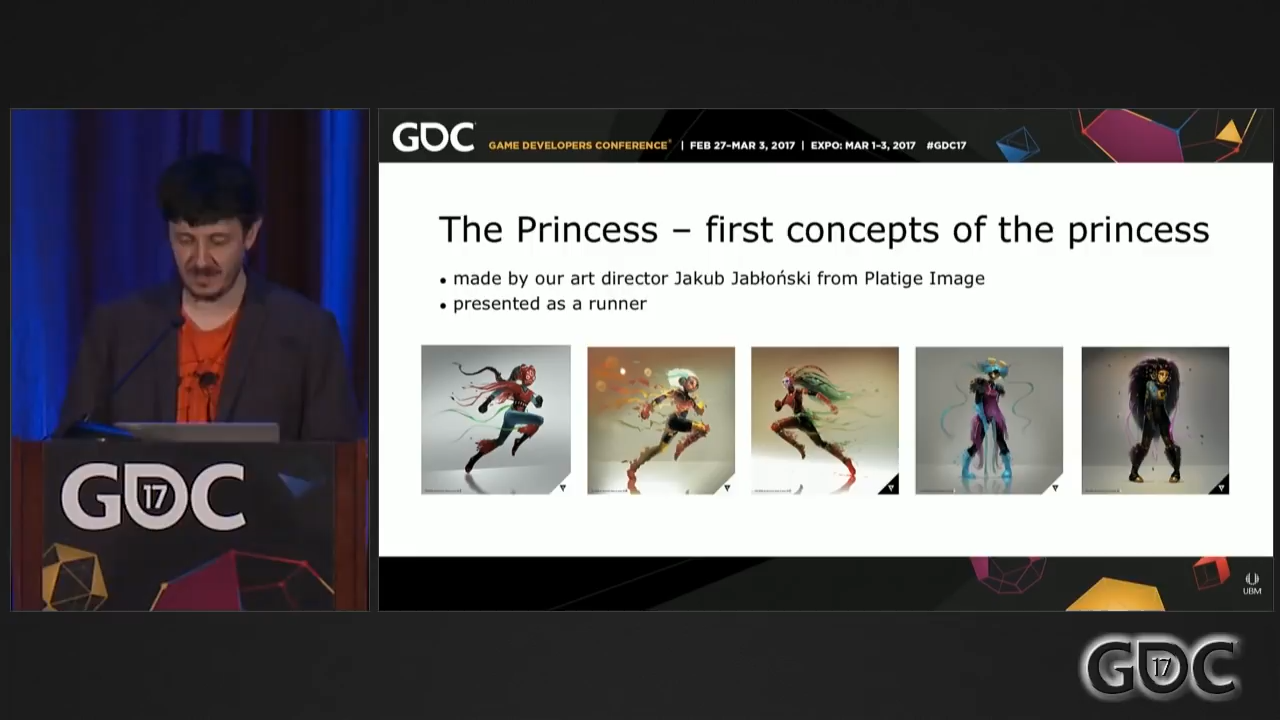 GDC
GAME DEVELOPERS CONFERENCE® | FEB 27–MAR 3, 2017 | EXPO: MAR 1–3, 2017 #GDC17
The Princess – first concepts of the princess
• made by our art director Jakub Jabłoński from Platige Image
• presented as a runner
GDC
17
UBM
GDC
17